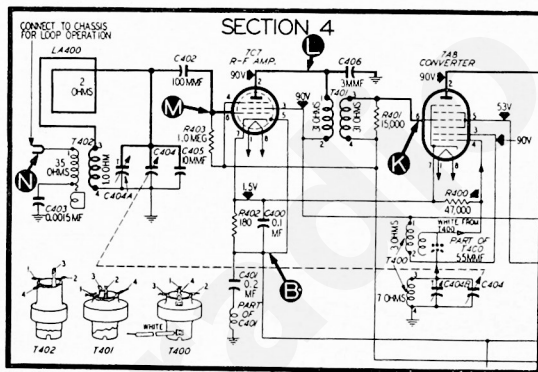 SECTION 4
CONNECT TO CHASSIS
FOR LOOP OPERATION
LA400
2
OHMS
C402
100 MMF
7C7
R-F AMP.
90V
L
C406
3MMF
7A8
CONVERTER
90V
M
90V
T401
31 OHMS
31 OHMS
R401
15,000
K
53V
90V
R403
1.0 MEG
C404
C405
10MMF
T402
35
OHMS
1.0 OHM
C404A
N
C403
0.0015 MF
1.5V
R402
180
C400
0.1
MF
R400
47,000
WHITE FROM
T400
3 OHMS
PART OF
T400
55MMF
T400
B
C401
0.2
MF
PART
OF
C401
7 OHMS
C404B
C404
WHITE
T402
T401
T400